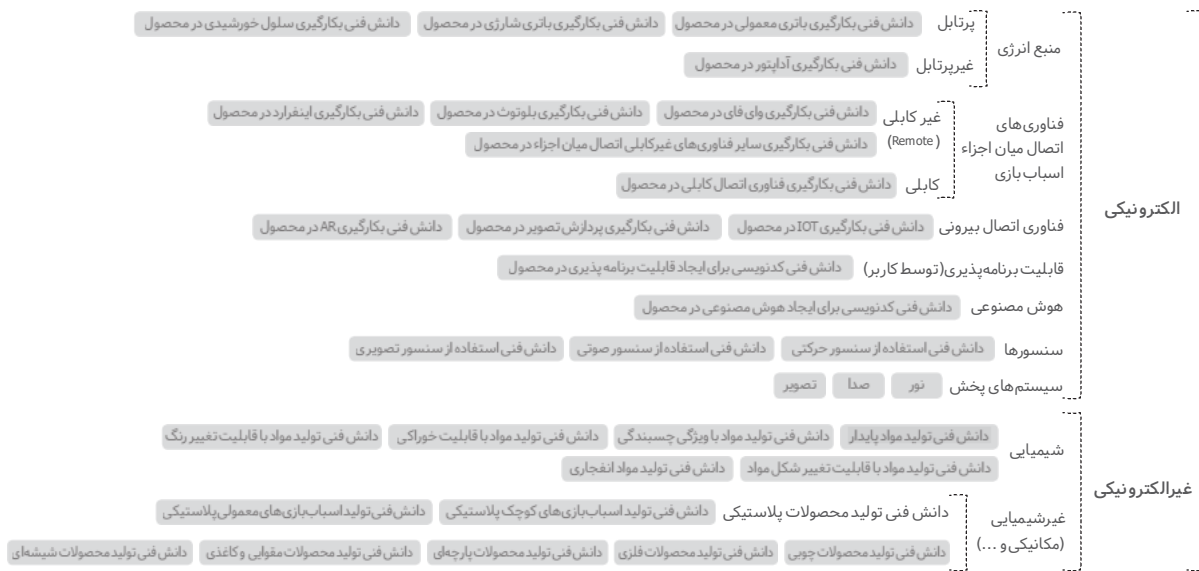 الکترونیکی
منبع انرژی
پرتابل
دانش فنی بکارگیری باتری معمولی در محصول
دانش فنی بکارگیری باتری شارژی در محصول
دانش فنی بکارگیری سلول خورشیدی در محصول
غیرپرتابل
دانش فنی بکارگیری آداپتور در محصول
فناوری‌های
اتصال میان اجزاء
اسباب بازی
غیر کابلی
(Remote)
دانش فنی بکارگیری وای فای در محصول
دانش فنی بکارگیری بلوتوث در محصول
دانش فنی بکارگیری اینفرارد در محصول
دانش فنی بکارگیری سایر فناوری‌های غیرکابلی اتصال میان اجزاء در محصول
کابلی
دانش فنی بکارگیری فناوری اتصال کابلی در محصول
فناوری اتصال بیرونی
دانش فنی بکارگیری IOT در محصول
دانش فنی بکارگیری پردازش تصویر در محصول
دانش فنی بکارگیری AR در محصول
قابلیت برنامه‌پذیری(توسط کاربر)
دانش فنی کدنویسی برای ایجاد قابلیت برنامه پذیری در محصول
هوش مصنوعی
دانش فنی کدنویسی برای ایجاد هوش مصنوعی در محصول
سنسورها
دانش فنی استفاده از سنسور حرکتی
دانش فنی استفاده از سنسور صوتی
دانش فنی استفاده از سنسور تصویری
سیستم‌های پخش
نور
صدا
تصویر
غیرالکترونیکی
شیمیایی
دانش فنی تولید مواد پایدار
دانش فنی تولید مواد با ویژگی چسبندگی
دانش فنی تولید مواد با قابلیت خوراکی
دانش فنی تولید مواد با قابلیت تغییر رنگ
دانش فنی تولید مواد با قابلیت تغییر شکل مواد
دانش فنی تولید مواد انفجاری
غیرشیمیایی
(مکانیکی و ...)
دانش فنی تولید محصولات پلاستیکی
دانش فنی تولید اسباب‌بازی‌های کوچک پلاستیکی
دانش فنی تولید اسباب‌بازی‌های معمولی پلاستیکی
دانش فنی تولید محصولات چوبی
دانش فنی تولید محصولات فلزی
دانش فنی تولید محصولات پارچه‌ای
دانش فنی تولید محصولات مقوایی و کاغذی
دانش فنی تولید محصولات شیشه‌ای